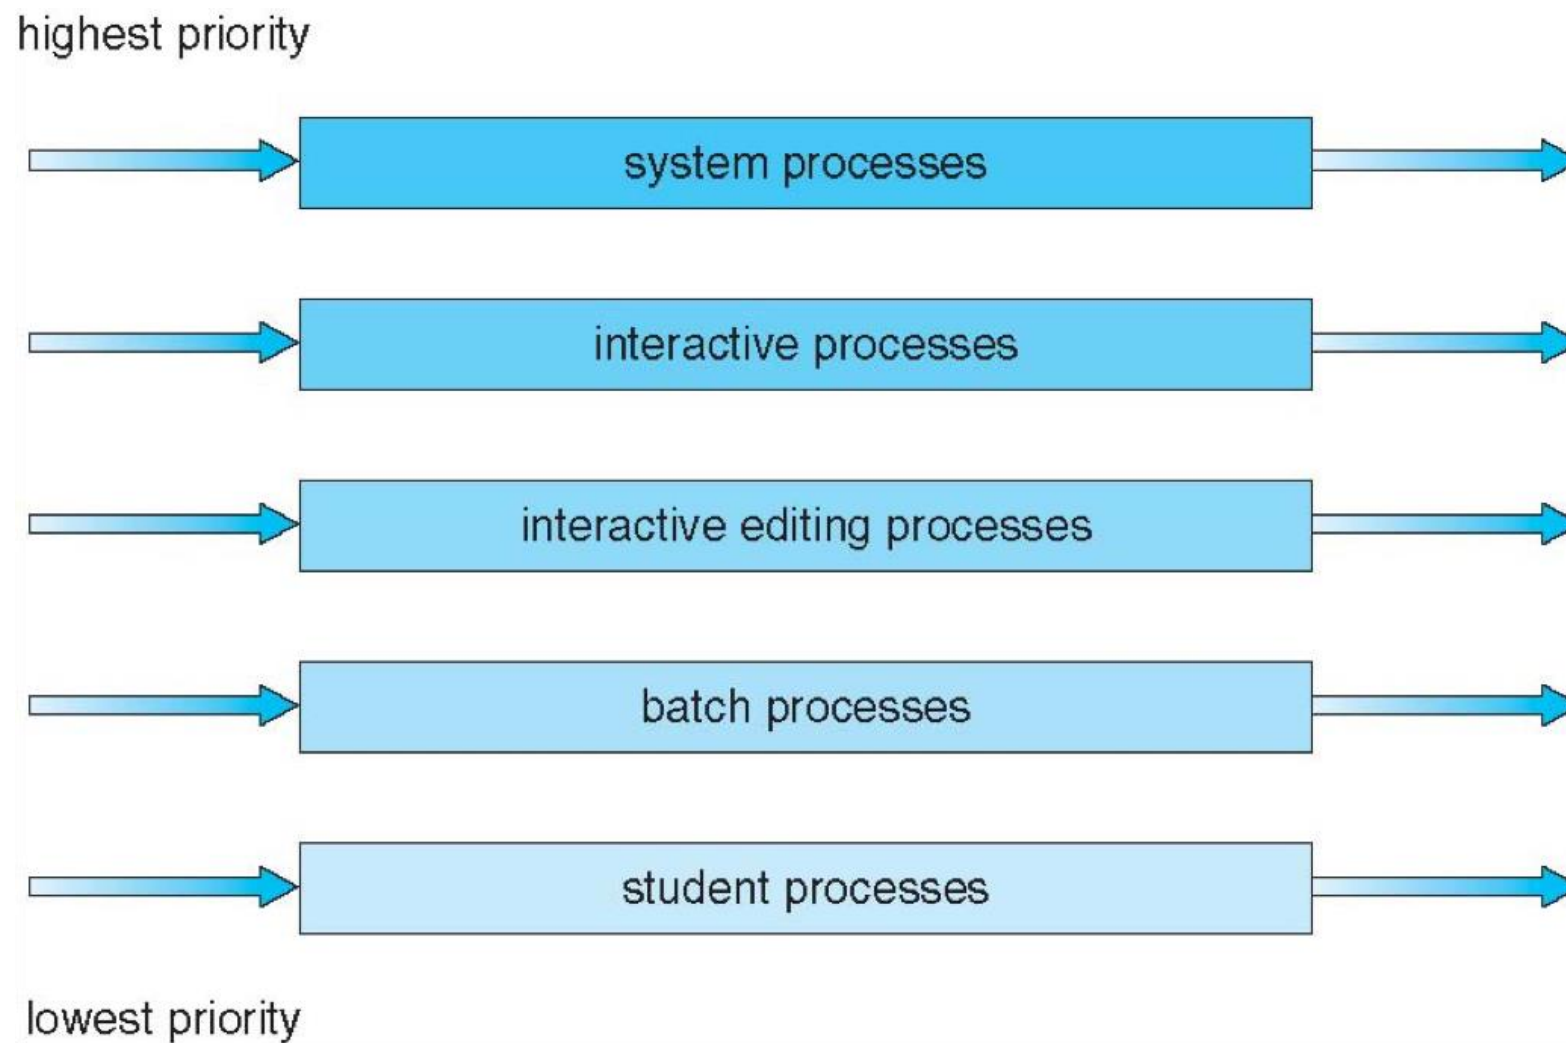 highest priority
system processes
interactive processes
interactive editing processes
batch processes
student processes
lowest priority